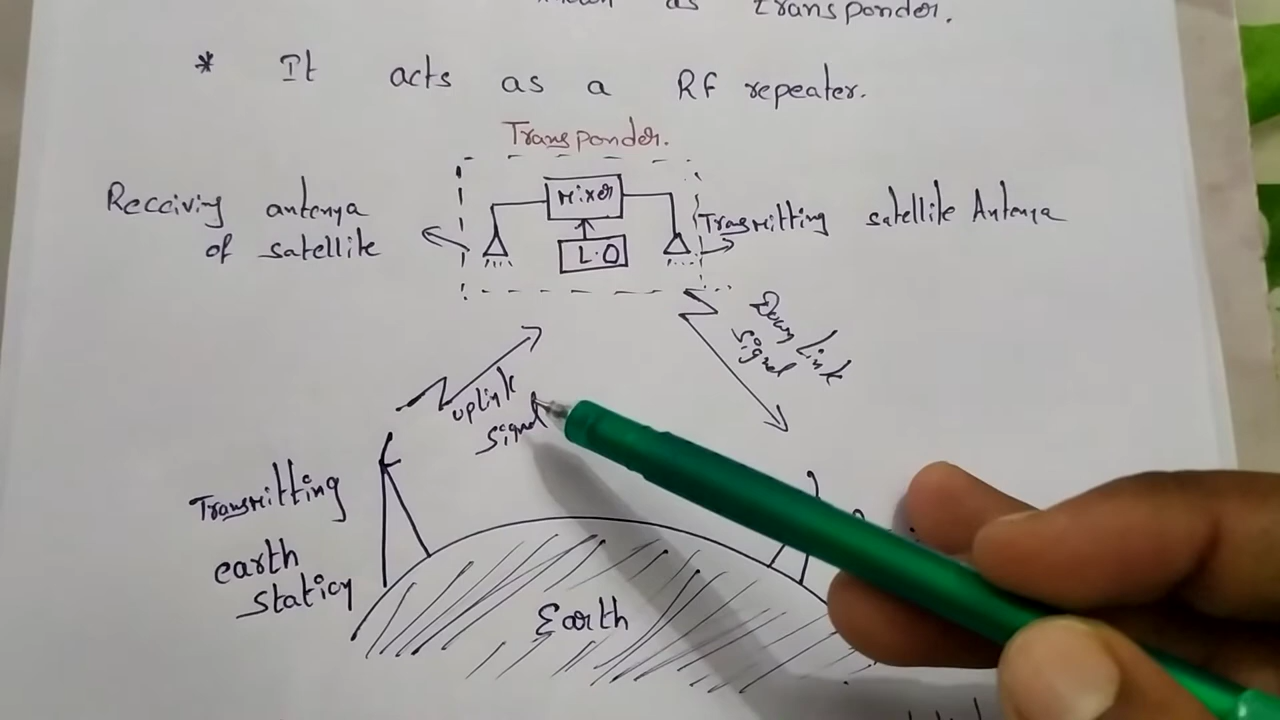 as transponder.
* It acts as a RF repeater.
Transponder.
Receiving antenna
of satellite
Mixer
L.O
Transmitting satellite Antenna
Down link
signal
uplink
signal
Transmitting
earth
station
Earth